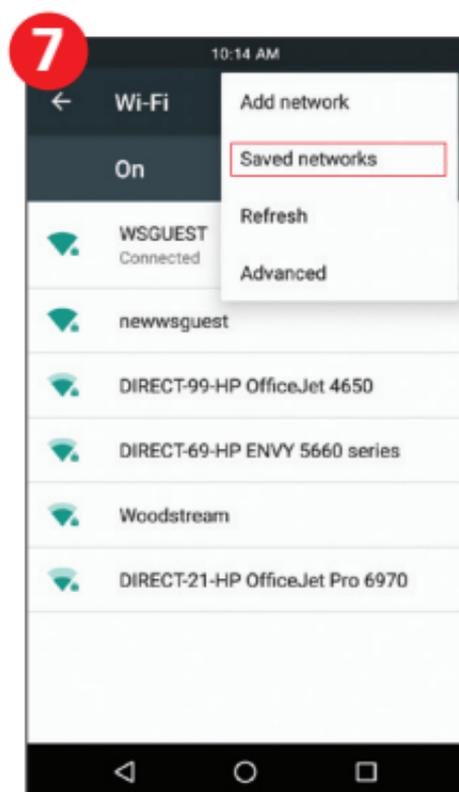 7
10:14 AM
Wi-Fi
Add network
On
Saved networks
Refresh
Advanced
WSGUEST
Connected
newwsguest
DIRECT-99-HP OfficeJet 4650
DIRECT-69-HP ENVY 5660 series
Woodstream
DIRECT-21-HP OfficeJet Pro 6970